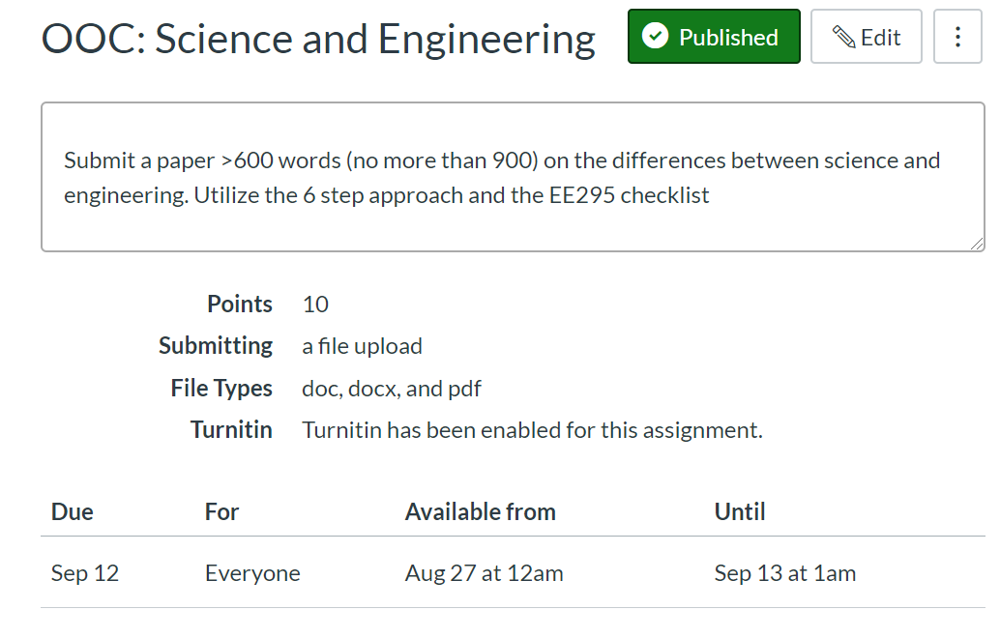 OOC: Science and Engineering
Published
Edit
Submit a paper >600 words (no more than 900) on the differences between science and
engineering. Utilize the 6 step approach and the EE295 checklist
Points 10
Submitting a file upload
File Types doc, docx, and pdf
Turnitin Turnitin has been enabled for this assignment.
Due For Available from Until
Sep 12 Everyone Aug 27 at 12am Sep 13 at 1am